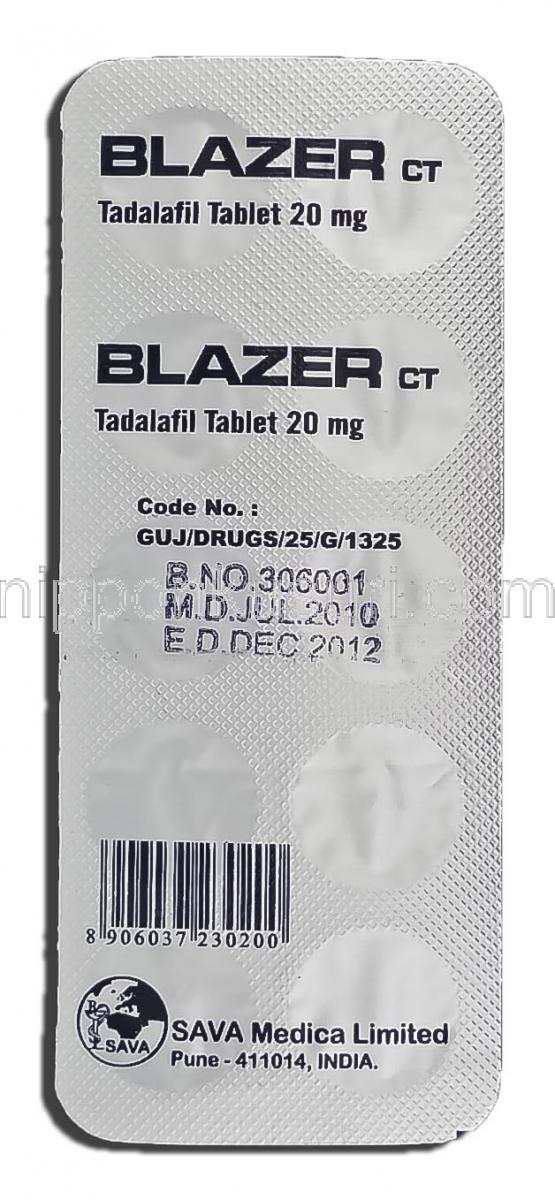 BLAZER CT
Tadalafil Tablet 20 mg
BLAZER CT
Tadalafil Tablet 20 mg
Code No. :
GUJ/DRUGS/25/G/1325
B.NO.306001
M.D.JUL.2010
E.D.DEC 2012
8 906037 230200
SAVA
SAVA Medica Limited
Pune - 411014, INDIA.